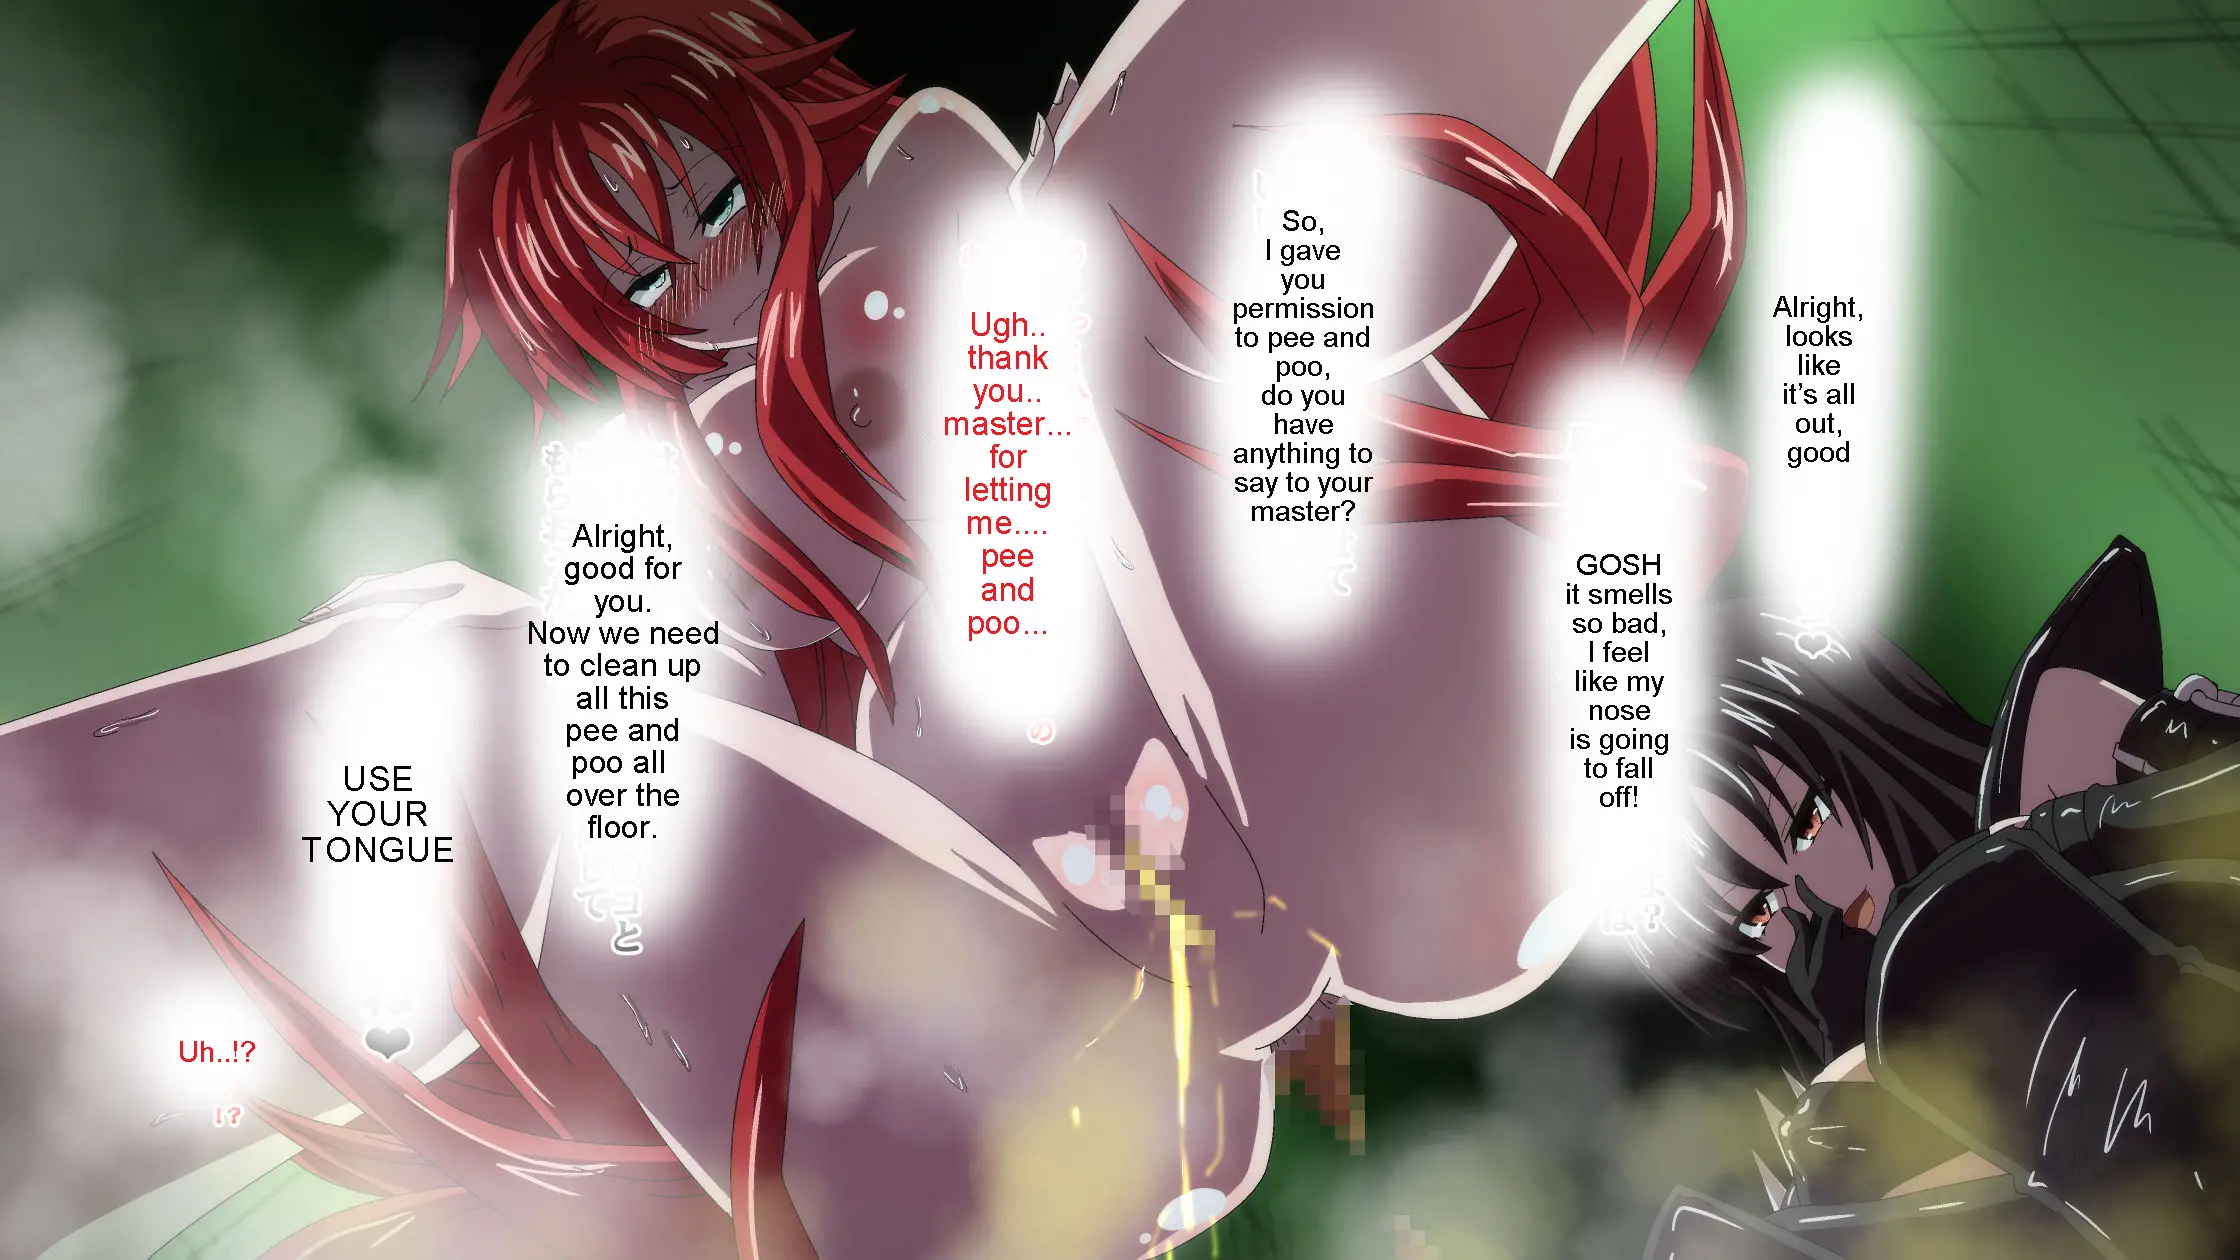 Alright,
looks
like
it's all
out,
good
GOSH
it smells
so bad,
I feel
like my
nose
is going
to fall
off!
So,
I gave
you
permission
to pee and
poo,
do you
have
anything to
say to your
master?
Ugh..
thank
you..
master...
for
letting
me....
pee
and
poo...
Alright,
good for
you.
Now we need
to clean up
all this
pee and
poo all
over the
floor.
USE
YOUR
TONGUE
Uh..!?
!?